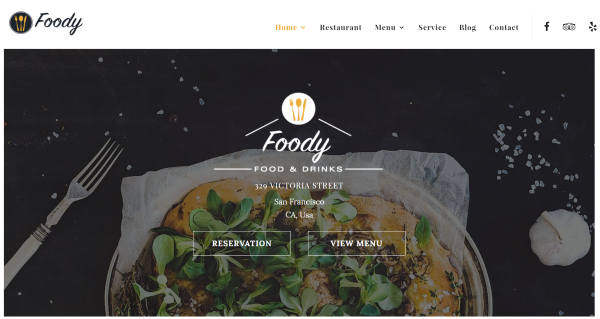 Foody
Home Restaurant Menu Service Blog Contact
Foody
FOOD & DRINKS
329 VICTORIA STREET
San Francisco
CA, Usa
RESERVATION VIEW MENU